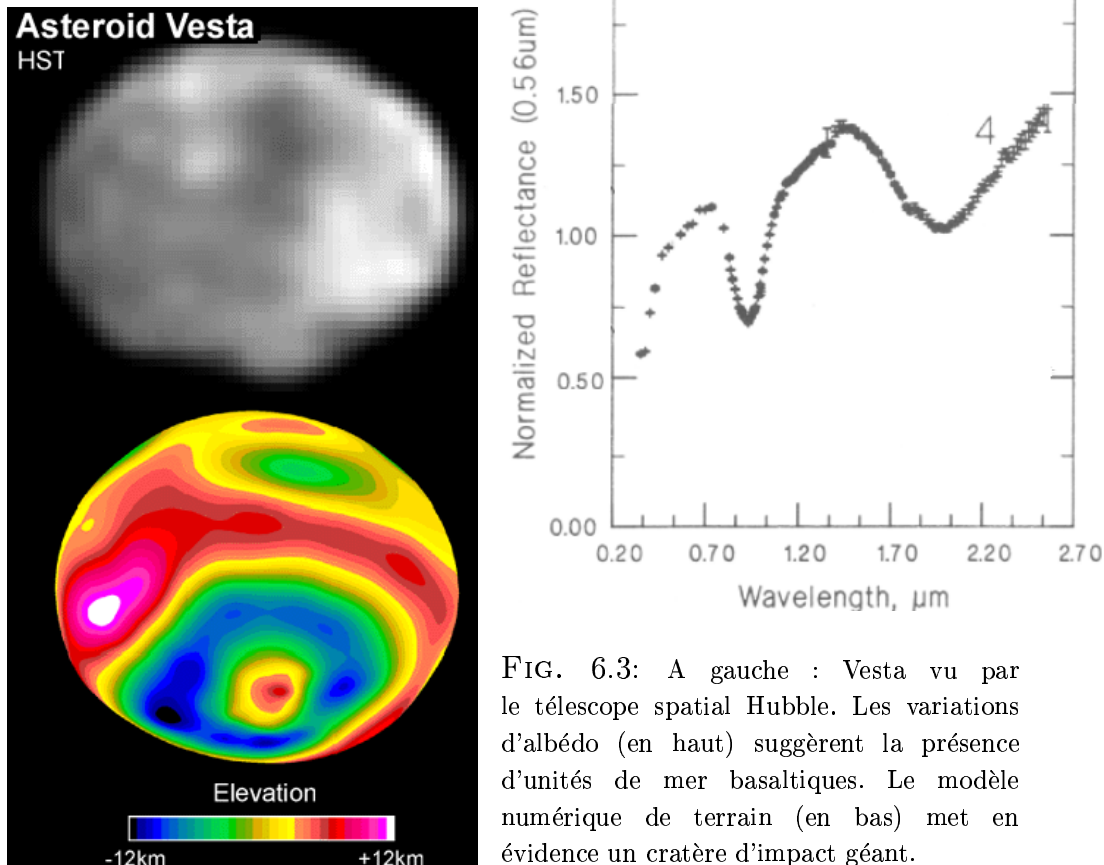 Asteroid Vesta
HST
Elevation
-12km +12km
Normalized Reflectance (0.56um)
1.50
1.00
0.50
0.00
4
0.20 0.70 1.20 1.70 2.20 2.70
Wavelength, µm
FIG. 6.3: A gauche : Vesta vu par
le télescope spatial Hubble. Les variations
d'albédo (en haut) suggèrent la présence
d'unités de mer basaltiques. Le modèle
numérique de terrain (en bas) met en
évidence un cratère d'impact géant.